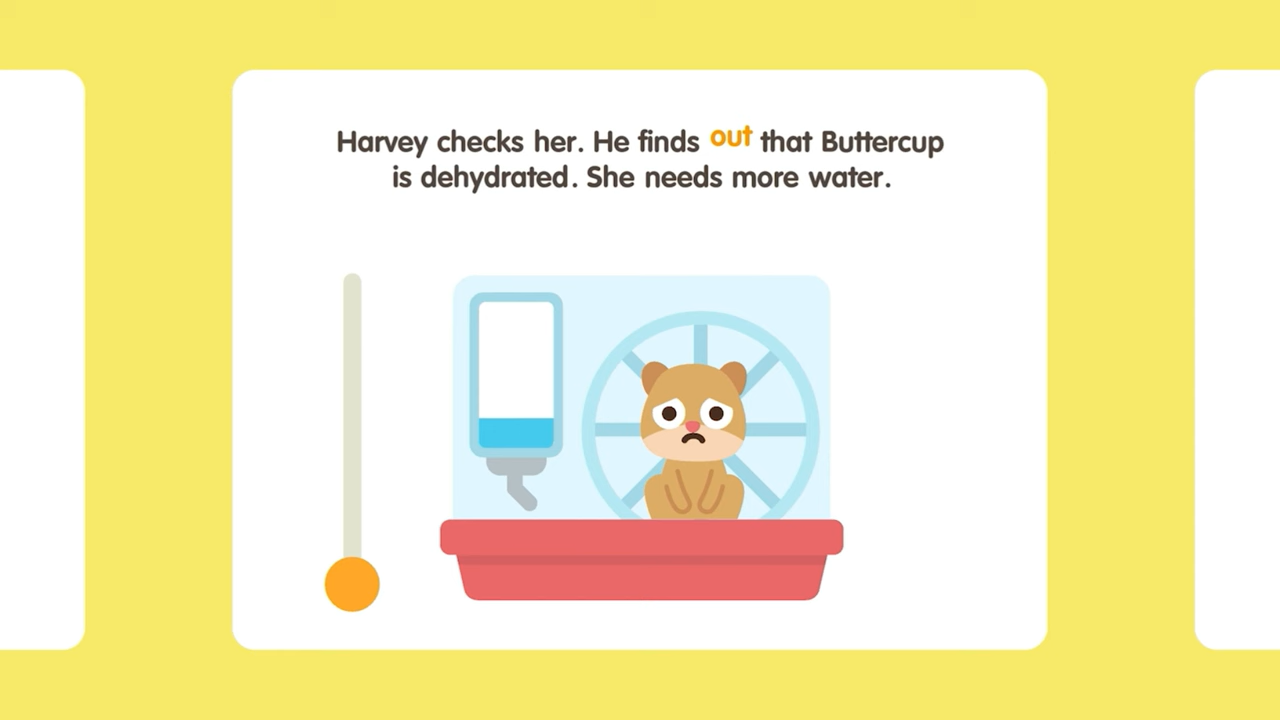 Harvey checks her. He finds out that Buttercup
is dehydrated. She needs more water.